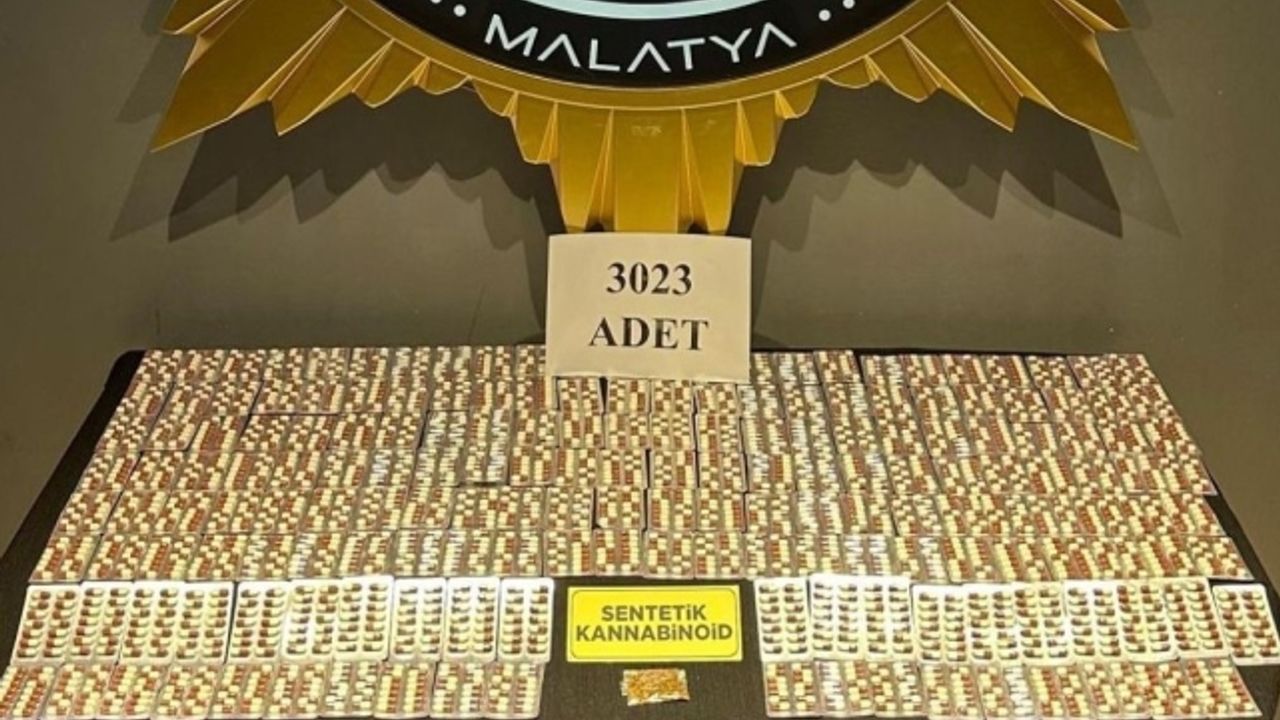 MALATYA
3023
ADET
SENTETİK
KANNABİNOİD